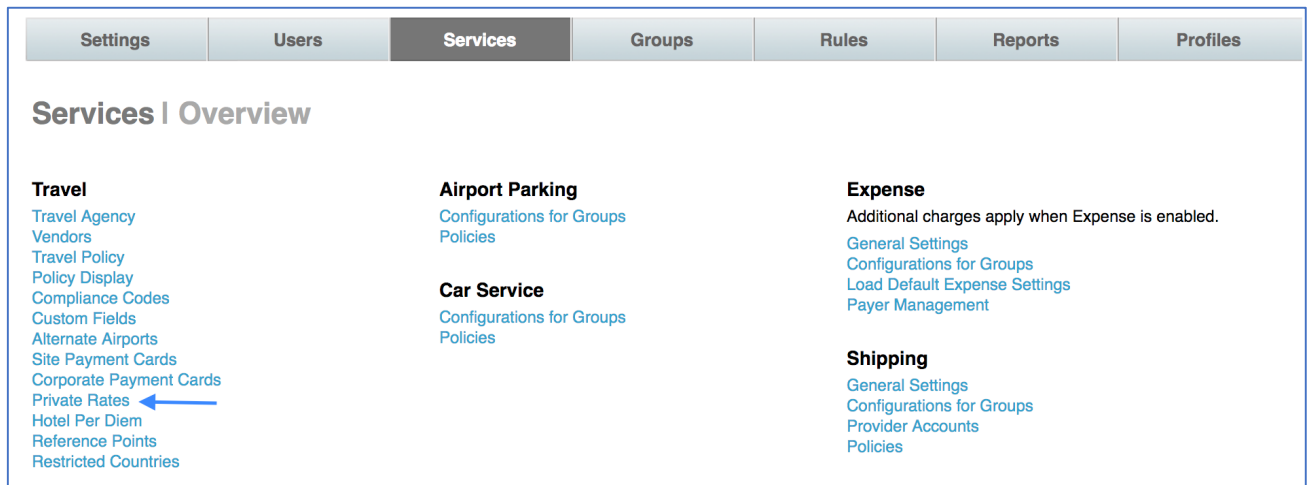 Settings Users Services Groups Rules Reports Profiles
Services | Overview
Travel
Travel Agency
Vendors
Travel Policy
Policy Display
Compliance Codes
Custom Fields
Alternate Airports
Site Payment Cards
Corporate Payment Cards
Private Rates
Hotel Per Diem
Reference Points
Restricted Countries
Airport Parking
Configurations for Groups
Policies
Car Service
Configurations for Groups
Policies
Expense
Additional charges apply when Expense is enabled.
General Settings
Configurations for Groups
Load Default Expense Settings
Payer Management
Shipping
General Settings
Configurations for Groups
Provider Accounts
Policies